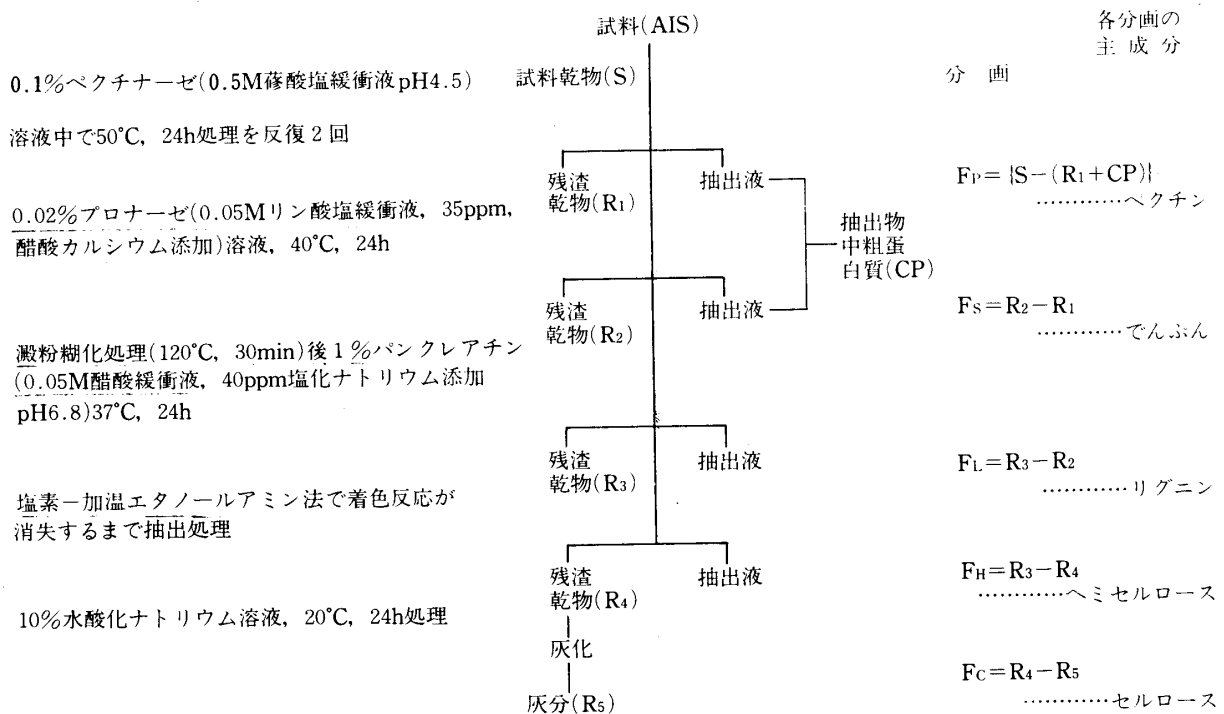 試料(AIS)
各分画の
主成分
分画
0.1%ペクチナーゼ(0.5M蓚酸塩緩衝液pH4.5)
試料乾物(S)
溶液中で50℃, 24h処理を反復2回
残渣
乾物(R1)
抽出液
FP={S-(R1+CP)}
…………ペクチン
0.02%プロナーゼ(0.05Mリン酸塩緩衝液, 35ppm,
醋酸カルシウム添加)溶液, 40℃, 24h
抽出物
中粗蛋
白質(CP)
残渣
乾物(R2)
抽出液
FS=R2-R1
…………でんぷん
澱粉糊化処理(120℃, 30min)後1%パンクレアチン
(0.05M醋酸緩衝液, 40ppm塩化ナトリウム添加
pH6.8)37℃, 24h
残渣
乾物(R3)
抽出液
FL=R3-R2
…………リグニン
塩素-加温エタノールアミン法で着色反応が
消失するまで抽出処理
残渣
乾物(R4)
抽出液
FH=R3-R4
…………ヘミセルロース
10%水酸化ナトリウム溶液, 20℃, 24h処理
灰化
灰分(R5)
FC=R4-R5
…………セルロース